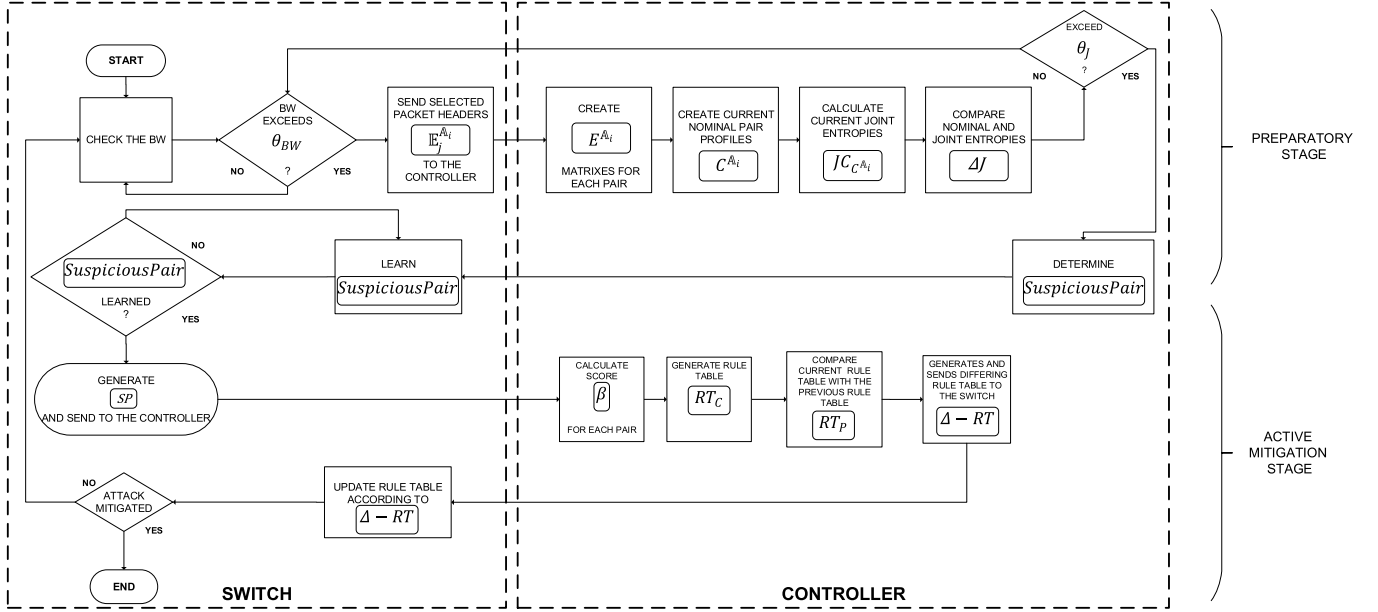 START
CHECK THE BW
BW
EXCEEDS
θ_BW
?
NO
YES
SEND SELECTED
PACKET HEADERS
𝔼_j^{𝔸_i}
TO THE
CONTROLLER
CREATE
E^{𝔸_i}
MATRIXES FOR
EACH PAIR
CREATE CURRENT
NOMINAL PAIR
PROFILES
C^{𝔸_i}
CALCULATE
CURRENT JOINT
ENTROPIES
JC_{C^{𝔸_i}}
COMPARE
NOMINAL AND
JOINT ENTROPIES
ΔJ
EXCEED
θ_J
?
NO
YES
PREPARATORY
STAGE
SuspiciousPair
LEARNED
?
NO
YES
LEARN
SuspiciousPair
DETERMINE
SuspiciousPair
GENERATE
SP
AND SEND TO THE CONTROLLER
CALCULATE
SCORE
β
FOR EACH PAIR
GENERATE RULE
TABLE
RT_C
COMPARE
CURRENT RULE
TABLE WITH THE
PREVIOUS RULE
TABLE
RT_P
GENERATES AND
SENDS DIFFERING
RULE TABLE TO
THE SWITCH
Δ − RT
ACTIVE
MITIGATION
STAGE
UPDATE RULE TABLE
ACCORDING TO
Δ − RT
NO
ATTACK
MITIGATED
YES
END
SWITCH
CONTROLLER